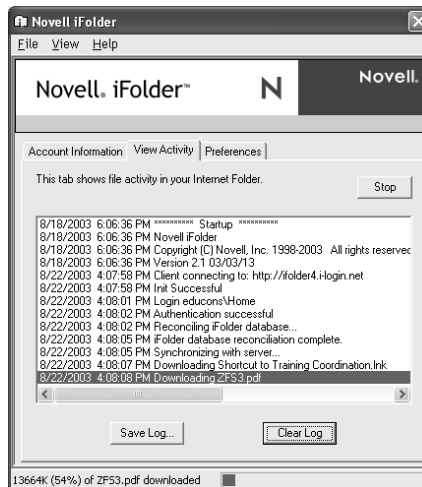 Novell iFolder
File View Help
Novell. iFolder™ N Novell.
Account Information View Activity Preferences
This tab shows file activity in your Internet Folder.
Stop
8/18/2003 6:06:36 PM ********** Startup **********
8/18/2003 6:06:36 PM Novell iFolder
8/18/2003 6:06:36 PM Copyright (C) Novell, Inc. 1998-2003 All rights reserved
8/18/2003 6:06:36 PM Version 2.1 03/03/13
8/22/2003 4:07:58 PM Client connecting to: http://ifolder4.i-login.net
8/22/2003 4:07:58 PM Init Successful
8/22/2003 4:08:01 PM Login educons\Home
8/22/2003 4:08:02 PM Authentication successful
8/22/2003 4:08:02 PM Reconciling iFolder database...
8/22/2003 4:08:05 PM iFolder database reconciliation complete.
8/22/2003 4:08:05 PM Synchronizing with server...
8/22/2003 4:08:07 PM Downloading Shortcut to Training Coordination.lnk
8/22/2003 4:08:08 PM Downloading ZFS3.pdf
Save Log... Clear Log
13664K (54%) of ZFS3.pdf downloaded